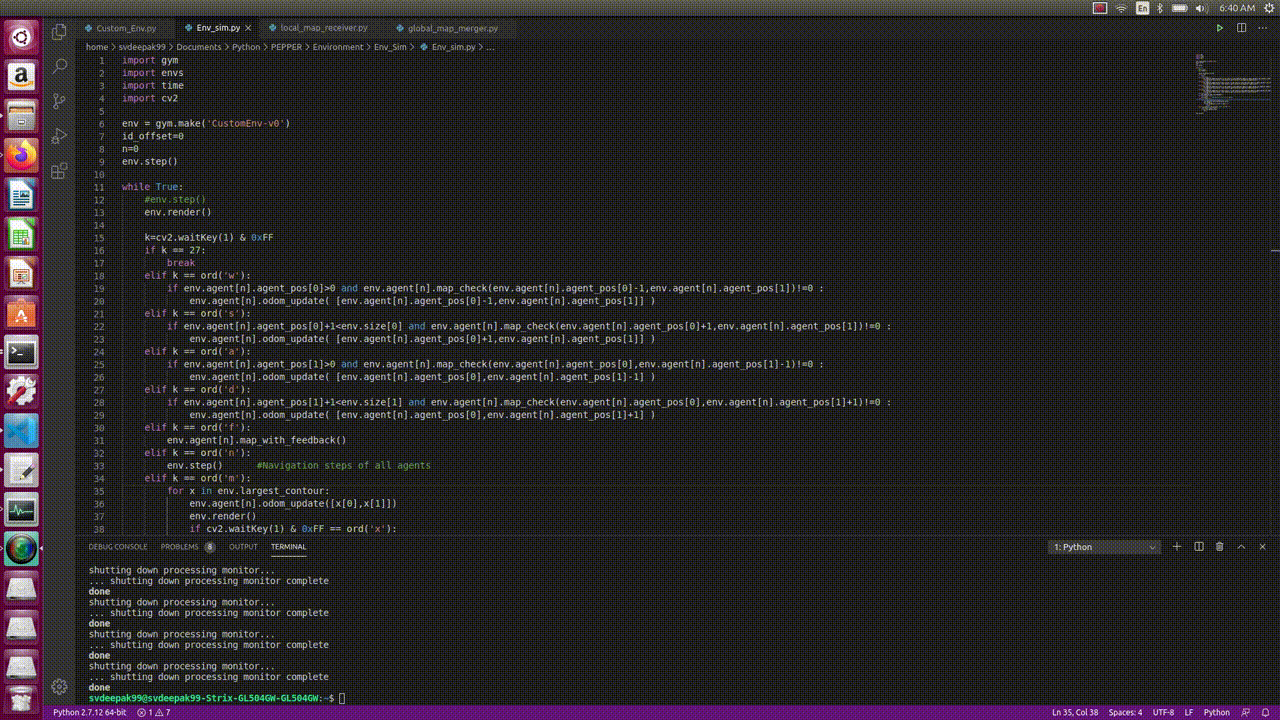 6:40 AM
En
Custom_Env.py
Env_sim.py
local_map_receiver.py
global_map_merger.py
home > svdeepak99 > Documents > Python > PEPPER > Environment > Env_Sim > Env_sim.py > ...
1 import gym
2 import envs
3 import time
4 import cv2
5
6 env = gym.make('CustomEnv-v0')
7 id_offset=0
8 n=0
9 env.step()
10
11 while True:
12 #env.step()
13 env.render()
14
15 k=cv2.waitKey(1) & 0xFF
16 if k == 27:
17 break
18 elif k == ord('w'):
19 if env.agent[n].agent_pos[0]>0 and env.agent[n].map_check(env.agent[n].agent_pos[0]-1,env.agent[n].agent_pos[1])!=0 :
20 env.agent[n].odom_update( [env.agent[n].agent_pos[0]-1,env.agent[n].agent_pos[1]] )
21 elif k == ord('s'):
22 if env.agent[n].agent_pos[0]+1<env.size[0] and env.agent[n].map_check(env.agent[n].agent_pos[0]+1,env.agent[n].agent_pos[1])!=0 :
23 env.agent[n].odom_update( [env.agent[n].agent_pos[0]+1,env.agent[n].agent_pos[1]] )
24 elif k == ord('a'):
25 if env.agent[n].agent_pos[1]>0 and env.agent[n].map_check(env.agent[n].agent_pos[0],env.agent[n].agent_pos[1]-1)!=0 :
26 env.agent[n].odom_update( [env.agent[n].agent_pos[0],env.agent[n].agent_pos[1]-1] )
27 elif k == ord('d'):
28 if env.agent[n].agent_pos[1]+1<env.size[1] and env.agent[n].map_check(env.agent[n].agent_pos[0],env.agent[n].agent_pos[1]+1)!=0 :
29 env.agent[n].odom_update( [env.agent[n].agent_pos[0],env.agent[n].agent_pos[1]+1] )
30 elif k == ord('f'):
31 env.agent[n].map_with_feedback()
32 elif k == ord('n'):
33 env.step() #Navigation steps of all agents
34 elif k == ord('m'):
35 for x in env.largest_contour:
36 env.agent[n].odom_update([x[0],x[1]])
37 env.render()
38 if cv2.waitKey(1) & 0xFF == ord('x'):
DEBUG CONSOLE PROBLEMS 8 OUTPUT TERMINAL 1: Python
shutting down processing monitor...
... shutting down processing monitor complete
done
shutting down processing monitor...
... shutting down processing monitor complete
done
shutting down processing monitor...
... shutting down processing monitor complete
done
shutting down processing monitor...
... shutting down processing monitor complete
done
svdeepak99@svdeepak99-Strix-GL504GW-GL504GW:~$
Python 2.7.12 64-bit 1 7 Ln 35, Col 38 Spaces: 4 UTF-8 LF Python